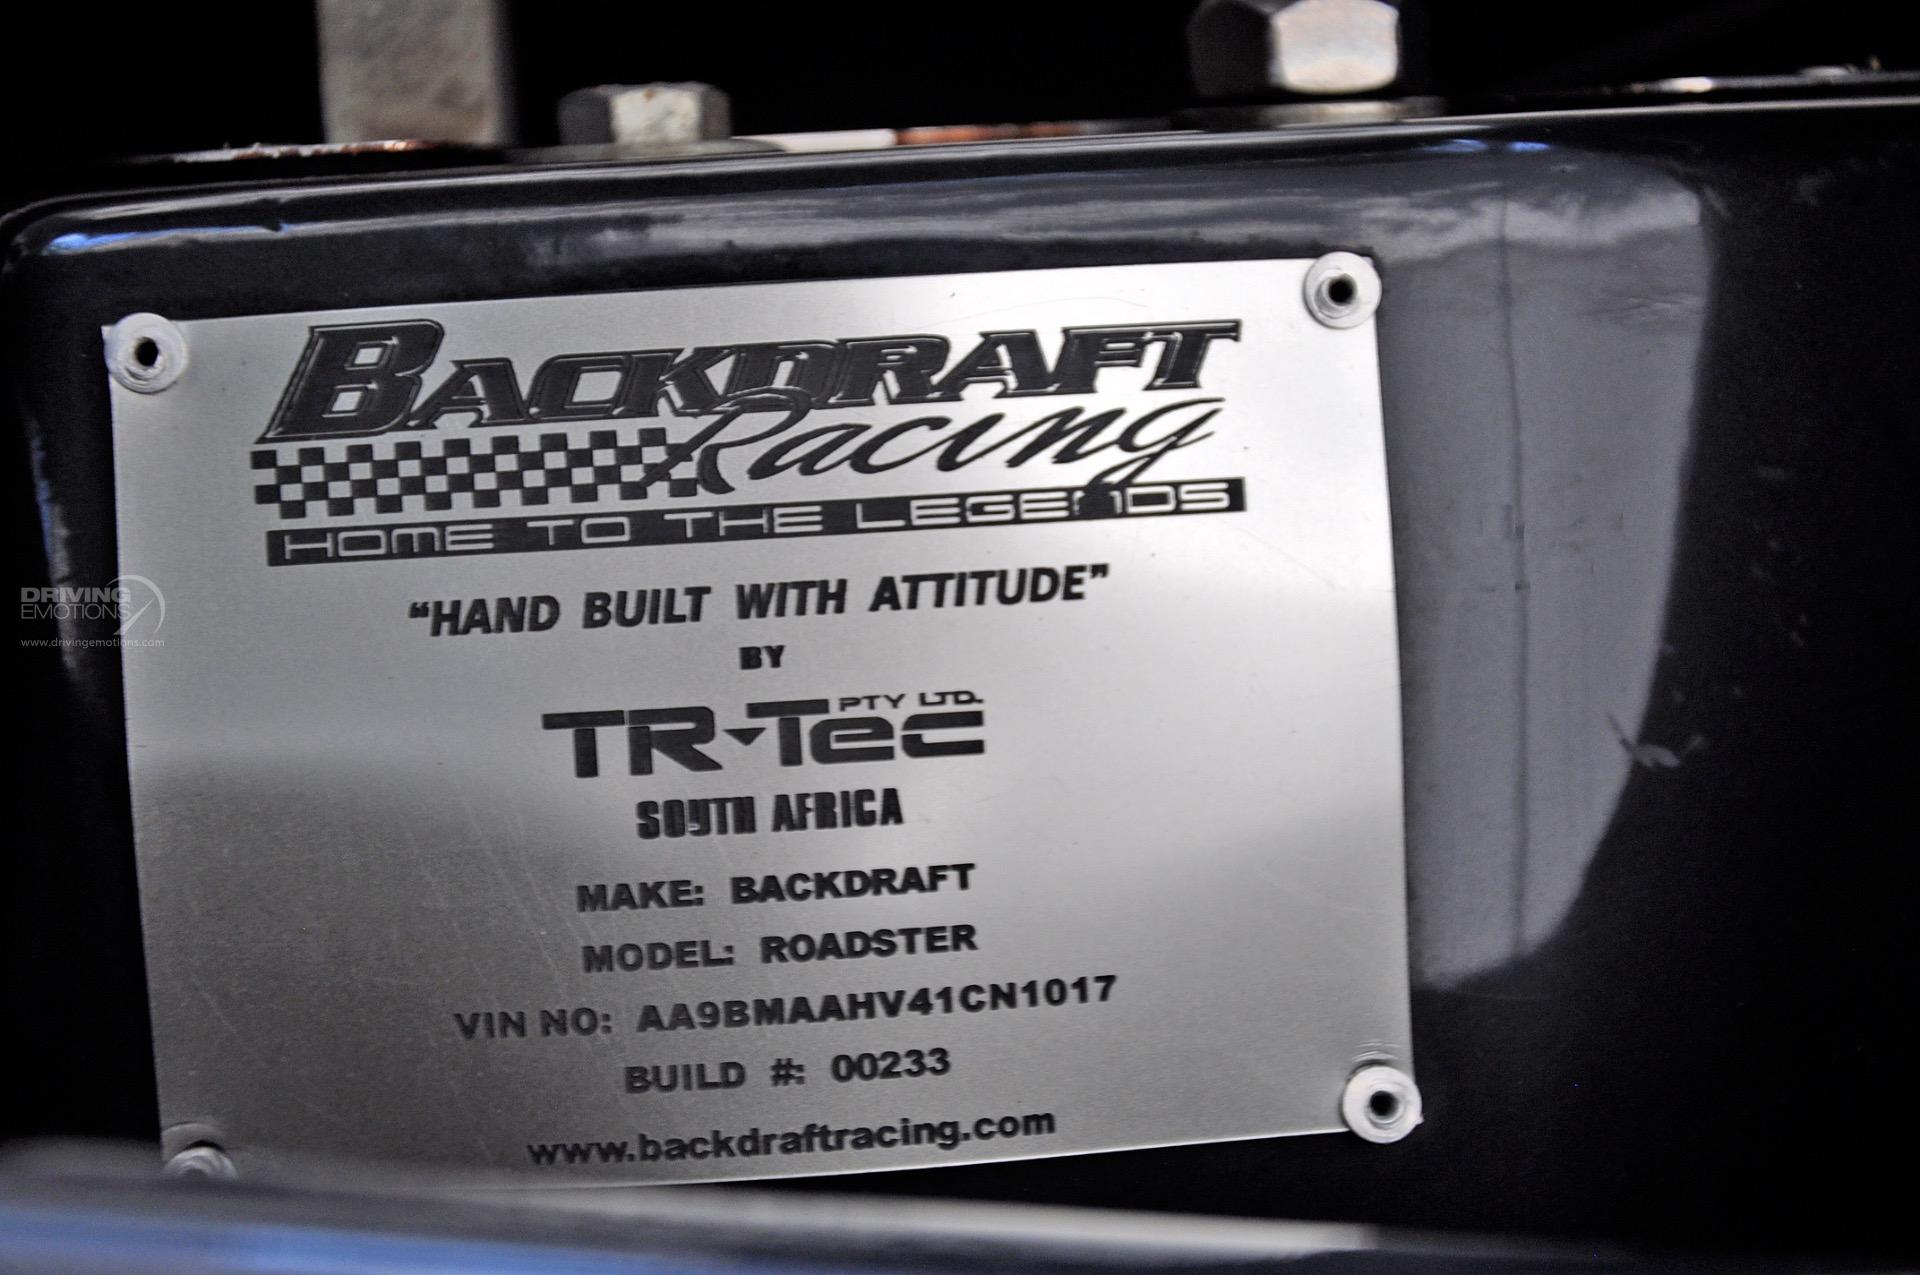 BACKDRAFT
Racing
HOME TO THE LEGENDS
“HAND BUILT WITH ATTITUDE”
BY
TR-Tec PTY LTD.
SOUTH AFRICA
MAKE: BACKDRAFT
MODEL: ROADSTER
VIN NO: AA9BMAAHV41CN1017
BUILD #: 00233
www.backdraftracing.com
DRIVING
EMOTIONS
www.drivingemotions.com